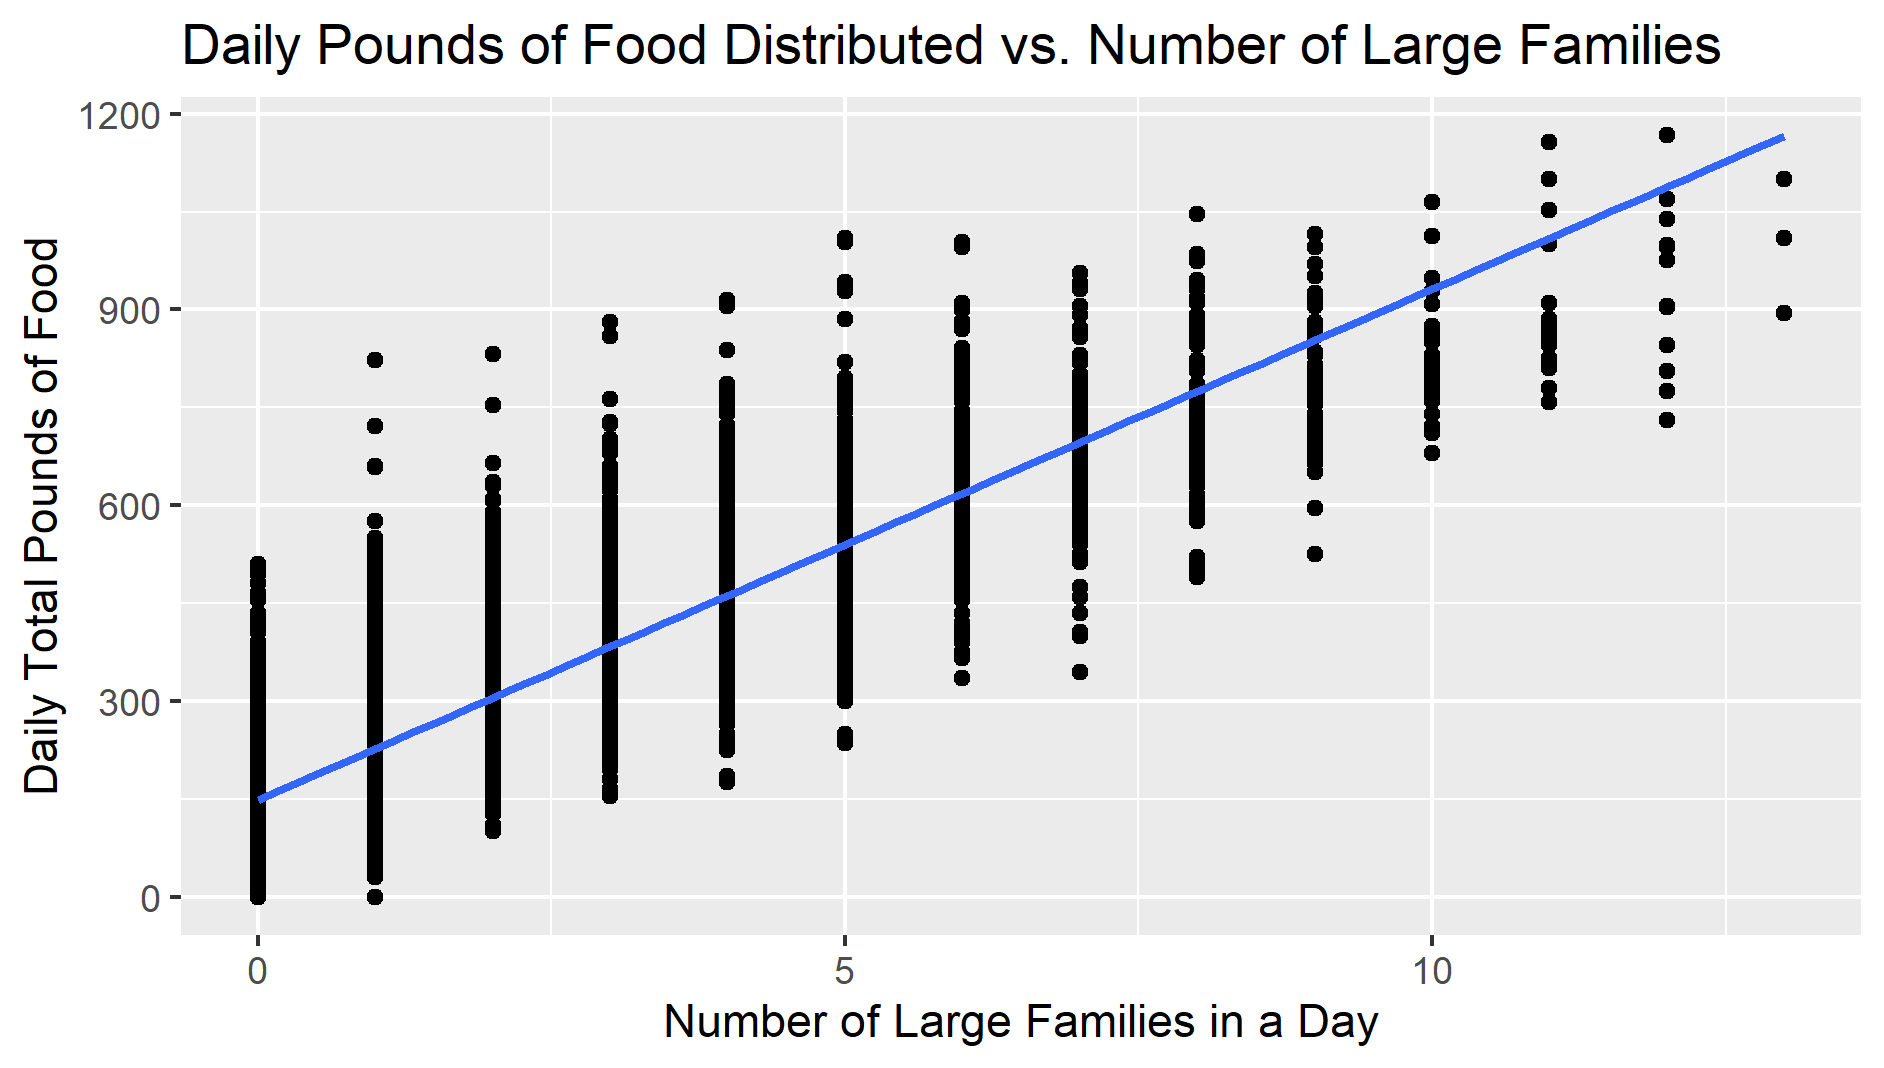 Daily Pounds of Food Distributed vs. Number of Large Families
Daily Total Pounds of Food
1200
900
600
300
0
0 5 10
Number of Large Families in a Day